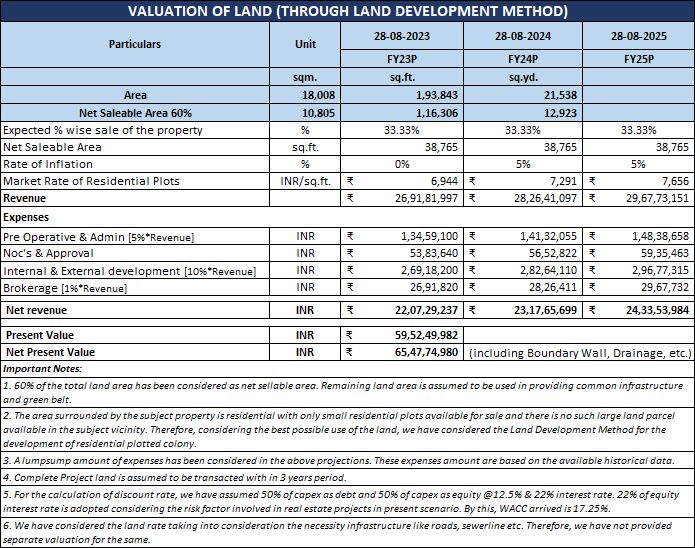 VALUATION OF LAND (THROUGH LAND DEVELOPMENT METHOD)
Particulars Unit 28-08-2023 28-08-2024 28-08-2025
FY23P FY24P FY25P
sqm. sq.ft. sq.yd.
Area 18,008 1,93,843 21,538
Net Saleable Area 60% 10,805 1,16,306 12,923
Expected % wise sale of the property % 33.33% 33.33% 33.33%
Net Saleable Area sq.ft. 38,765 38,765 38,765
Rate of Inflation % 0% 5% 5%
Market Rate of Residential Plots INR/sq.ft. ₹ 6,944 ₹ 7,291 ₹ 7,656
Revenue ₹ 26,91,81,997 ₹ 28,26,41,097 ₹ 29,67,73,151
Expenses
Pre Operative & Admin [5%*Revenue] INR ₹ 1,34,59,100 ₹ 1,41,32,055 ₹ 1,48,38,658
Noc's & Approval INR ₹ 53,83,640 ₹ 56,52,822 ₹ 59,35,463
Internal & External development [10%*Revenue] INR ₹ 2,69,18,200 ₹ 2,82,64,110 ₹ 2,96,77,315
Brokerage [1%*Revenue] INR ₹ 26,91,820 ₹ 28,26,411 ₹ 29,67,732
Net revenue INR ₹ 22,07,29,237 ₹ 23,17,65,699 ₹ 24,33,53,984
Present Value INR ₹ 59,52,49,982
Net Present Value INR ₹ 65,47,74,980 (including Boundary Wall, Drainage, etc.)
Important Notes:
1. 60% of the total land area has been considered as net sellable area. Remaining land area is assumed to be used in providing common infrastructure
and green belt.
2. The area surrounded by the subject property is residential with only small residential plots available for sale and there is no such large land parcel
available in the subject vicinity. Therefore, considering the best possible use of the land, we have considered the Land Development Method for the
development of residential plotted colony.
3. A lumpsump amount of expenses has been considered in the above projections. These expenses amount are based on the available historical data.
4. Complete Project land is assumed to be transacted with in 3 years period.
5. For the calculation of discount rate, we have assumed 50% of capex as debt and 50% of capex as equity @12.5% & 22% interest rate. 22% of equity
interest rate is adopted considering the risk factor involved in real estate projects in present scenario. By this, WACC arrived is 17.25%.
6. We have considered the land rate taking into consideration the necessity infrastructure like roads, sewerline etc. Therefore, we have not provided
separate valuation for the same.